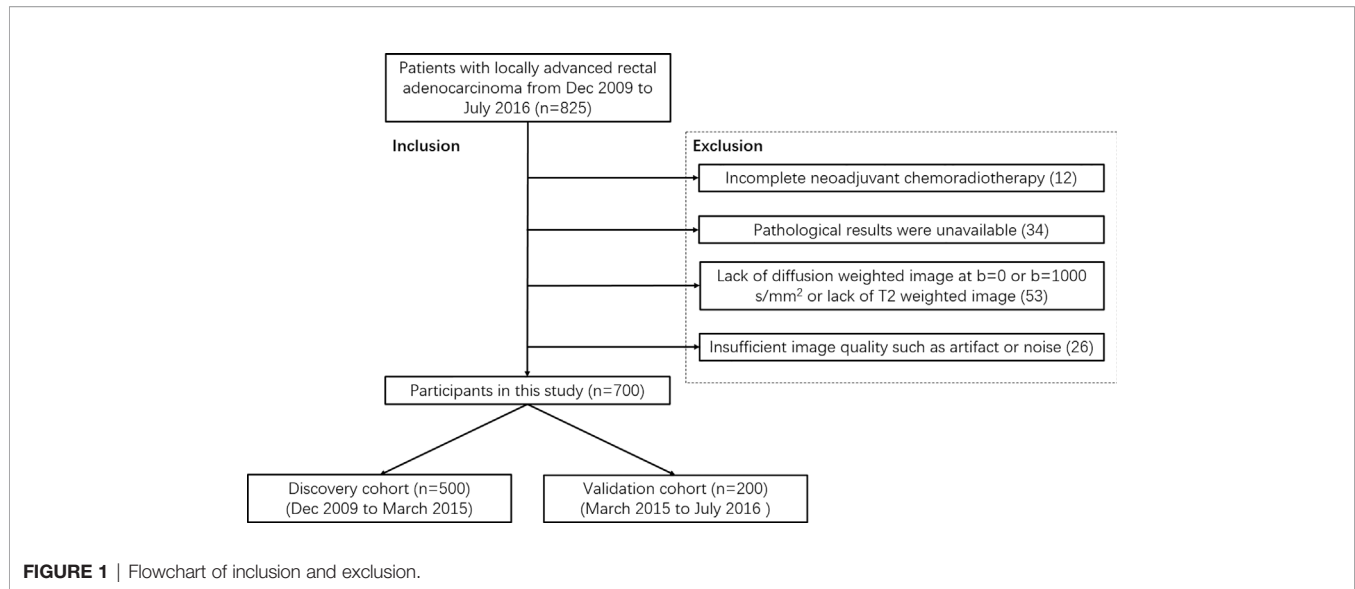 Patients with locally advanced rectal
adenocarcinoma from Dec 2009 to
July 2016 (n=825)
Inclusion
Exclusion
Incomplete neoadjuvant chemoradiotherapy (12)
Pathological results were unavailable (34)
Lack of diffusion weighted image at b=0 or b=1000
s/mm² or lack of T2 weighted image (53)
Insufficient image quality such as artifact or noise (26)
Participants in this study (n=700)
Discovery cohort (n=500)
(Dec 2009 to March 2015)
Validation cohort (n=200)
(March 2015 to July 2016 )
FIGURE 1 | Flowchart of inclusion and exclusion.